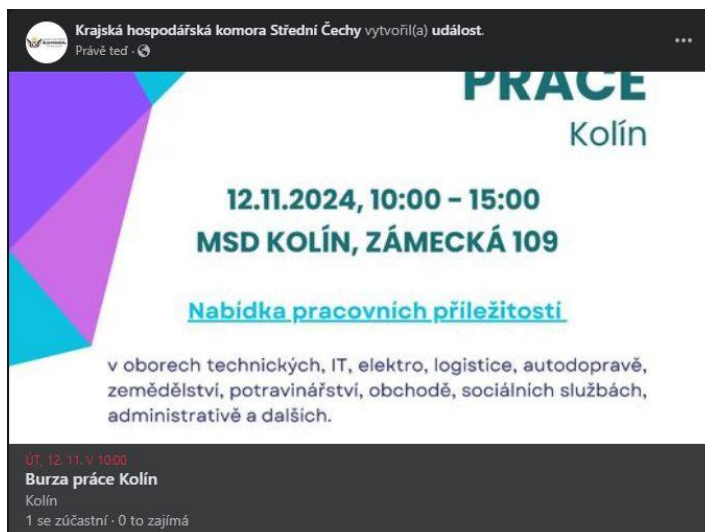 Krajská hospodářská komora Střední Čechy vytvořil(a) událost.
Právě teď ·
PRÁCE
Kolín
12.11.2024, 10:00 – 15:00
MSD KOLÍN, ZÁMECKÁ 109
Nabídka pracovních příležitostí
v oborech technických, IT, elektro, logistice, autodopravě,
zemědělství, potravinářství, obchodě, sociálních službách,
administrativě a dalších.
ÚT, 12. 11. V 10:00
Burza práce Kolín
Kolín
1 se zúčastní · 0 to zajímá